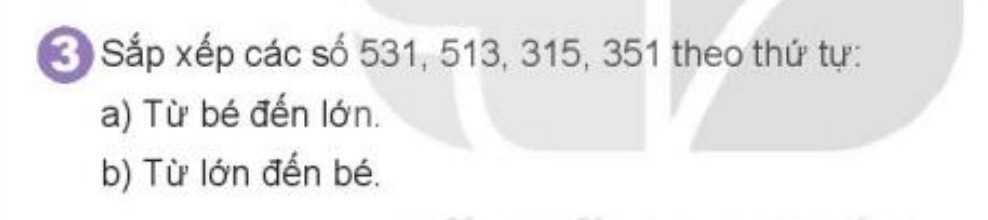 3 Sắp xếp các số 531, 513, 315, 351 theo thứ tự:
a) Từ bé đến lớn.
b) Từ lớn đến bé.